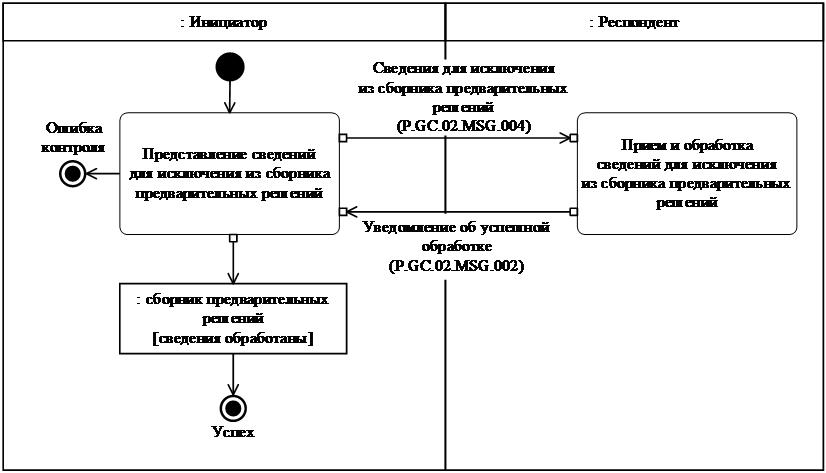 : Инициатор
: Респондент
Сведения для исключения
из сборника предварительных
решений
(P.GC.02.MSG.004)
Ошибка
контроля
Представление сведений
для исключения из сборника
предварительных решений
Прием и обработка
сведений для исключения
из сборника предварительных
решений
Уведомление об успешной
обработке
(P.GC.02.MSG.002)
: сборник предварительных
решений
[сведения обработаны]
Успех